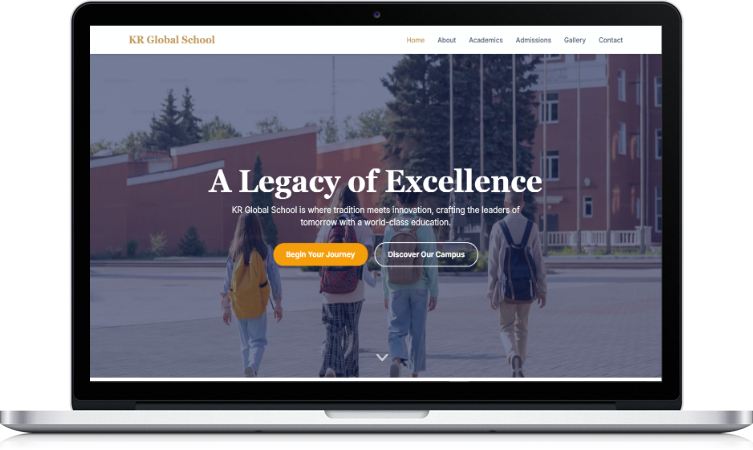 KR Global School
Home About Academics Admissions Gallery Contact
A Legacy of Excellence
KR Global School is where tradition meets innovation, crafting the leaders of
tomorrow with a world-class education.
Begin Your Journey Discover Our Campus